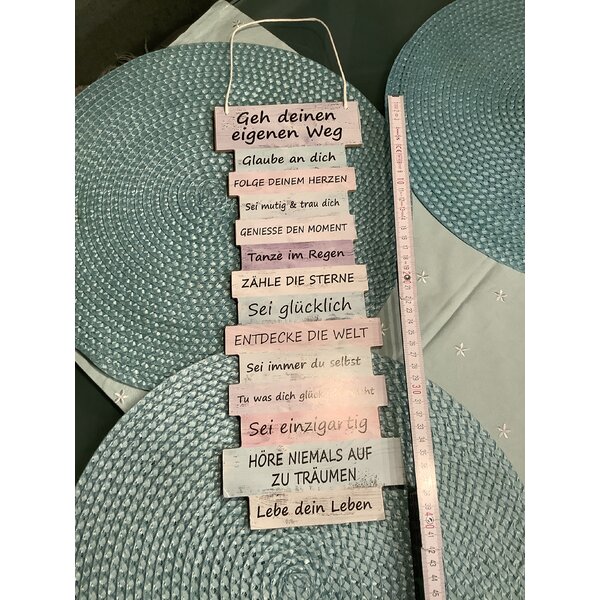 Geh deinen
eigenen Weg
Glaube an dich
FOLGE DEINEM HERZEN
Sei mutig & trau dich
GENIESSE DEN MOMENT
Tanze im Regen
ZÄHLE DIE STERNE
Sei glücklich
ENTDECKE DIE WELT
Sei immer du selbst
Tu was dich
Sei einzigartig
HÖRE NIEMALS AUF
ZU TRÄUMEN
Lebe dein Leben
10
30